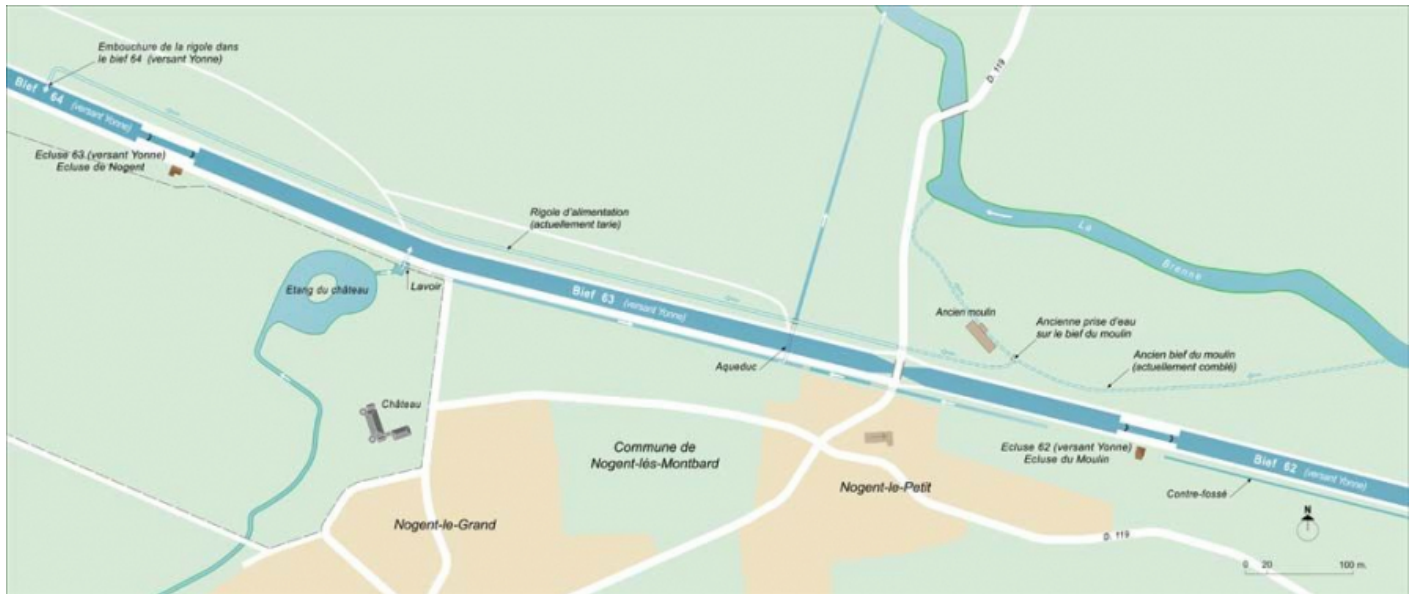 Embouchure de la rigole dans
le bief 64 (versant Yonne)
Bief 64 (versant Yonne)
Ecluse 63 (versant Yonne)
Ecluse de Nogent
D. 119
Rigole d'alimentation
(actuellement tarie)
La
Brenne
Etang du château
Lavoir
Bief 63 (versant Yonne)
Ancien moulin
Ancienne prise d'eau
sur le bief du moulin
Ancien bief du moulin
(actuellement comblé)
Aqueduc
Château
Commune de
Nogent-lés-Montbard
Ecluse 62 (versant Yonne)
Ecluse du Moulin
Bief 62 (versant Yonne)
Contre-fossé
Nogent-le-Petit
Nogent-le-Grand
N
D. 119
0 20 100 m.